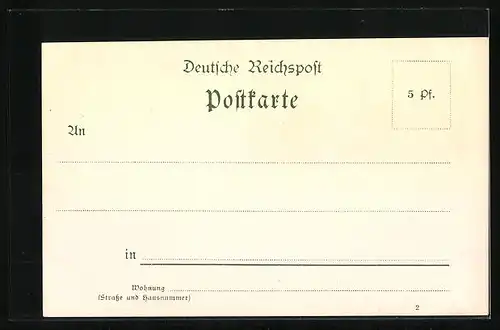 Deutsche Reichspost
Postkarte
5 Pf.
An
in
Wohnung
(Straße und Hausnummer)
2